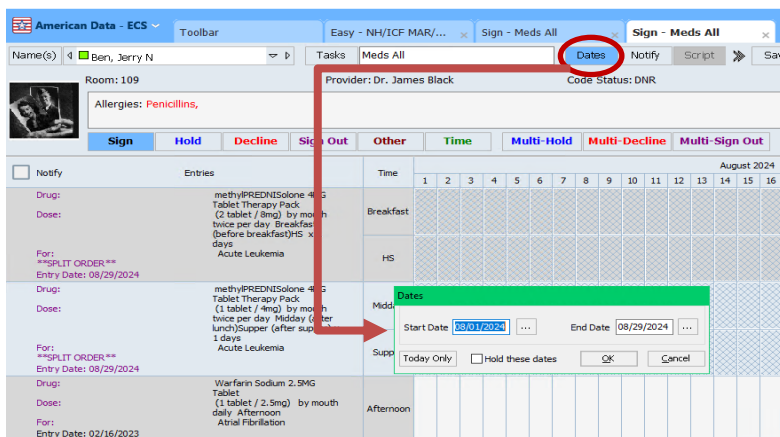 American Data - ECS
Toolbar
Easy - NH/ICF MAR/...
Sign - Meds All
Sign - Meds All
Name(s)
Ben, Jerry N
Tasks
Meds All
Dates
Notify
Script
Room: 109
Provider: Dr. James Black
Code Status: DNR
Allergies: Penicillins,
Sign
Hold
Decline
Sign Out
Other
Time
Multi-Hold
Multi-Decline
Multi-Sign Out
Notify
Entries
Time
August 2024
1 2 3 4 5 6 7 8 9 10 11 12 13 14 15 16
Drug: methylPREDNISolone
Tablet Therapy Pack
Dose: (2 tablet / 8mg) by mouth
twice per day Breakfast
(before breakfast)HS x
days
For: Acute Leukemia
**SPLIT ORDER**
Entry Date: 08/29/2024
Breakfast
HS
Drug: methylPREDNISolone
Tablet Therapy Pack
Dose: (1 tablet / 4mg) by mouth
twice per day Midday
lunch)Supper (after
1 days
For: Acute Leukemia
**SPLIT ORDER**
Entry Date: 08/29/2024
Dates
Start Date 08/01/2024 ...
End Date 08/29/2024 ...
Today Only
Hold these dates
OK
Cancel
Drug: Warfarin Sodium 2.5MG
Tablet
Dose: (1 tablet / 2.5mg) by mouth
daily Afternoon
For: Atrial Fibrillation
Entry Date: 02/16/2023
Afternoon